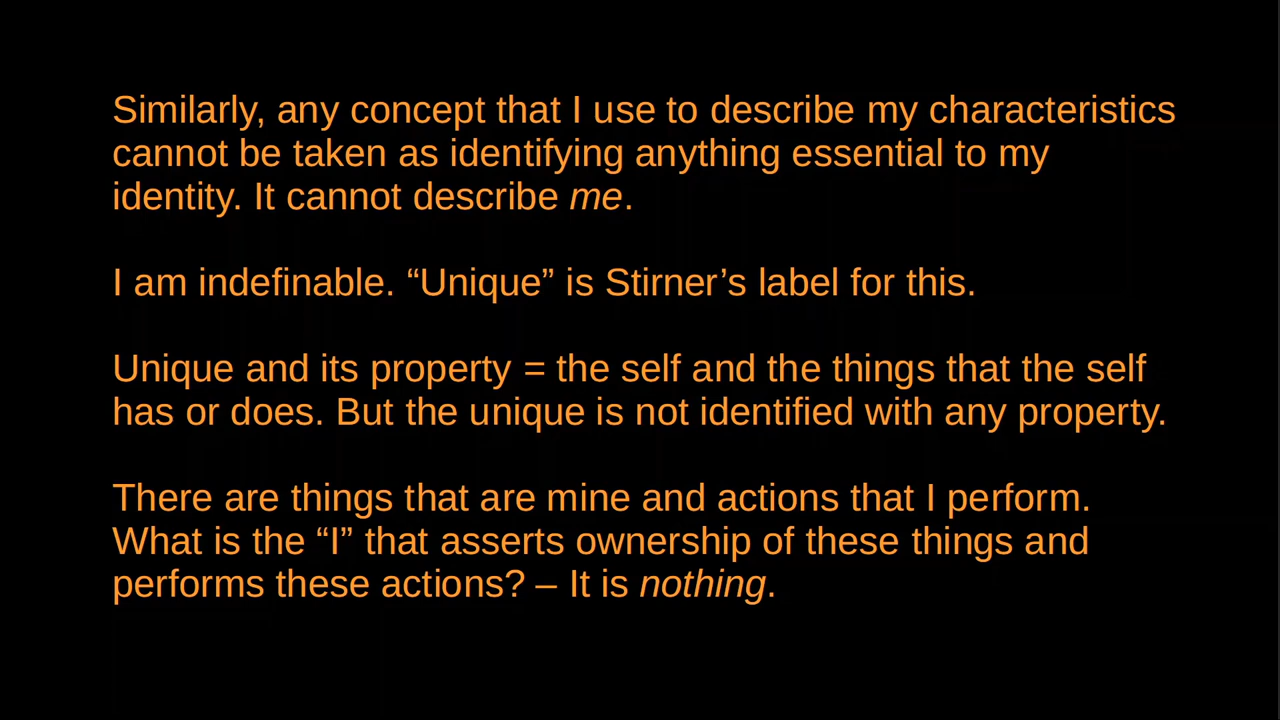 Similarly, any concept that I use to describe my characteristics
cannot be taken as identifying anything essential to my
identity. It cannot describe me.
I am indefinable. “Unique” is Stirner’s label for this.
Unique and its property = the self and the things that the self
has or does. But the unique is not identified with any property.
There are things that are mine and actions that I perform.
What is the “I” that asserts ownership of these things and
performs these actions? – It is nothing.